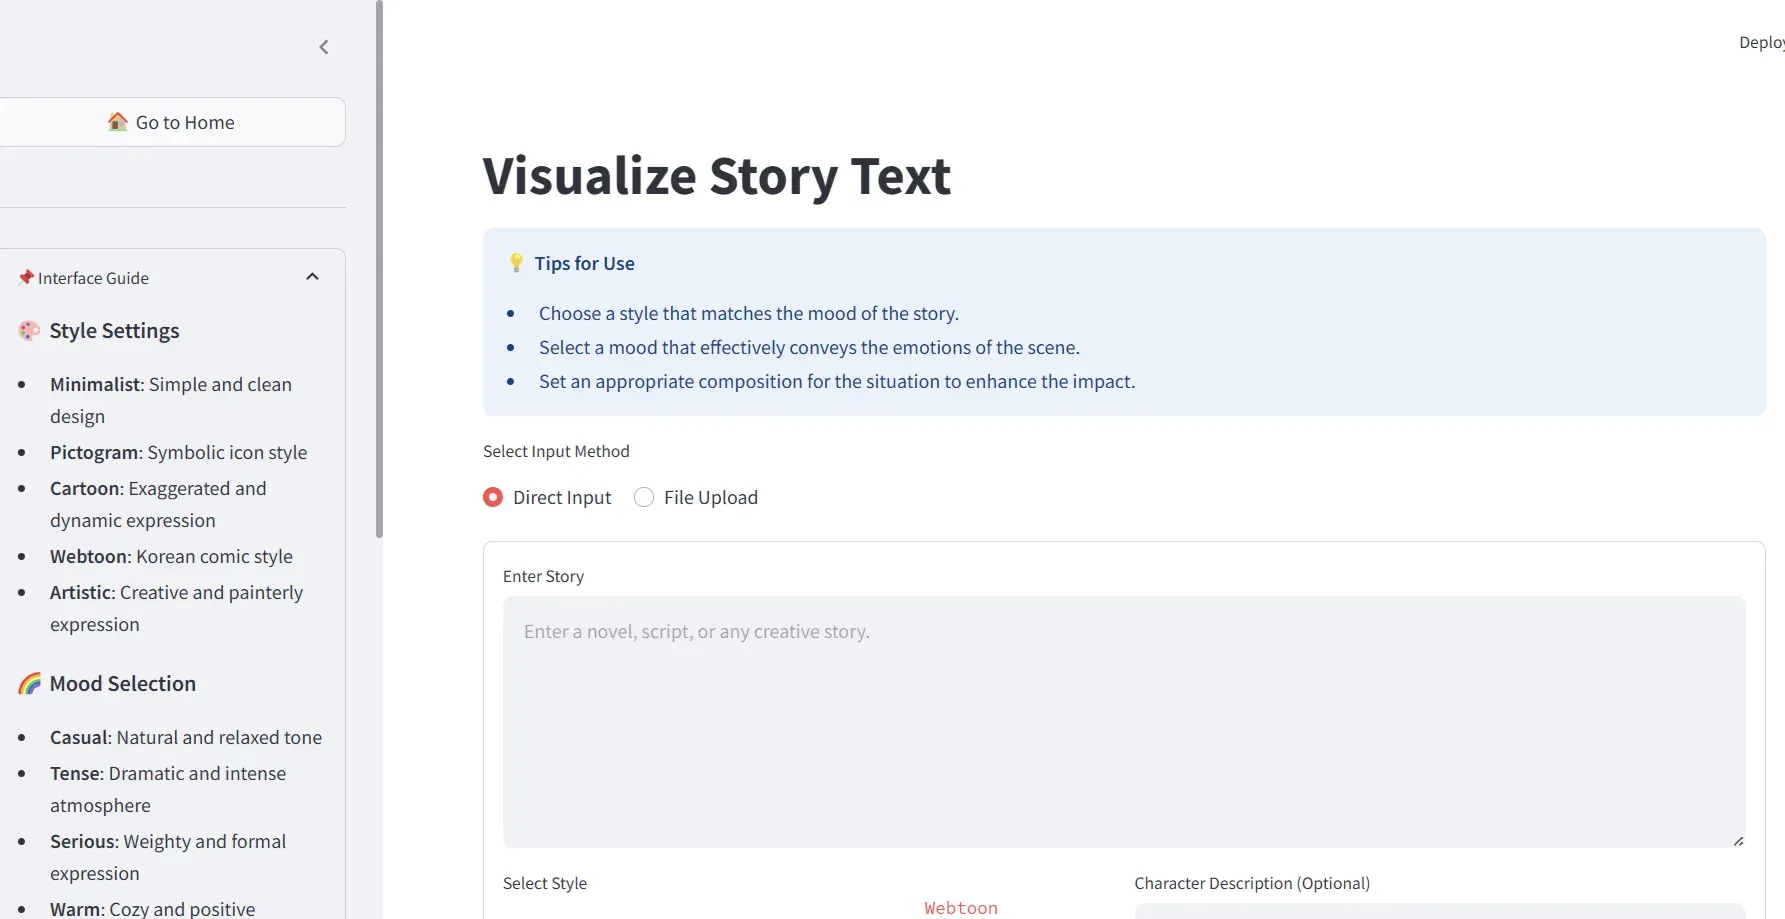 Go to Home
Interface Guide
Style Settings
Minimalist: Simple and clean
design
Pictogram: Symbolic icon style
Cartoon: Exaggerated and
dynamic expression
Webtoon: Korean comic style
Artistic: Creative and painterly
expression
Mood Selection
Casual: Natural and relaxed tone
Tense: Dramatic and intense
atmosphere
Serious: Weighty and formal
expression
Warm: Cozy and positive
Deploy
Visualize Story Text
Tips for Use
Choose a style that matches the mood of the story.
Select a mood that effectively conveys the emotions of the scene.
Set an appropriate composition for the situation to enhance the impact.
Select Input Method
Direct Input
File Upload
Enter Story
Enter a novel, script, or any creative story.
Select Style
Character Description (Optional)
Webtoon